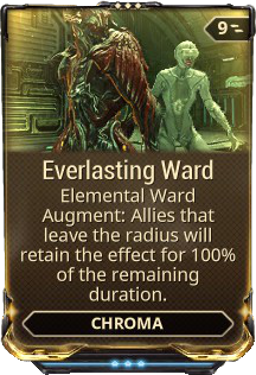 9
Everlasting Ward
Elemental Ward
Augment: Allies that
leave the radius will
retain the effect for 100%
of the remaining
duration.
CHROMA